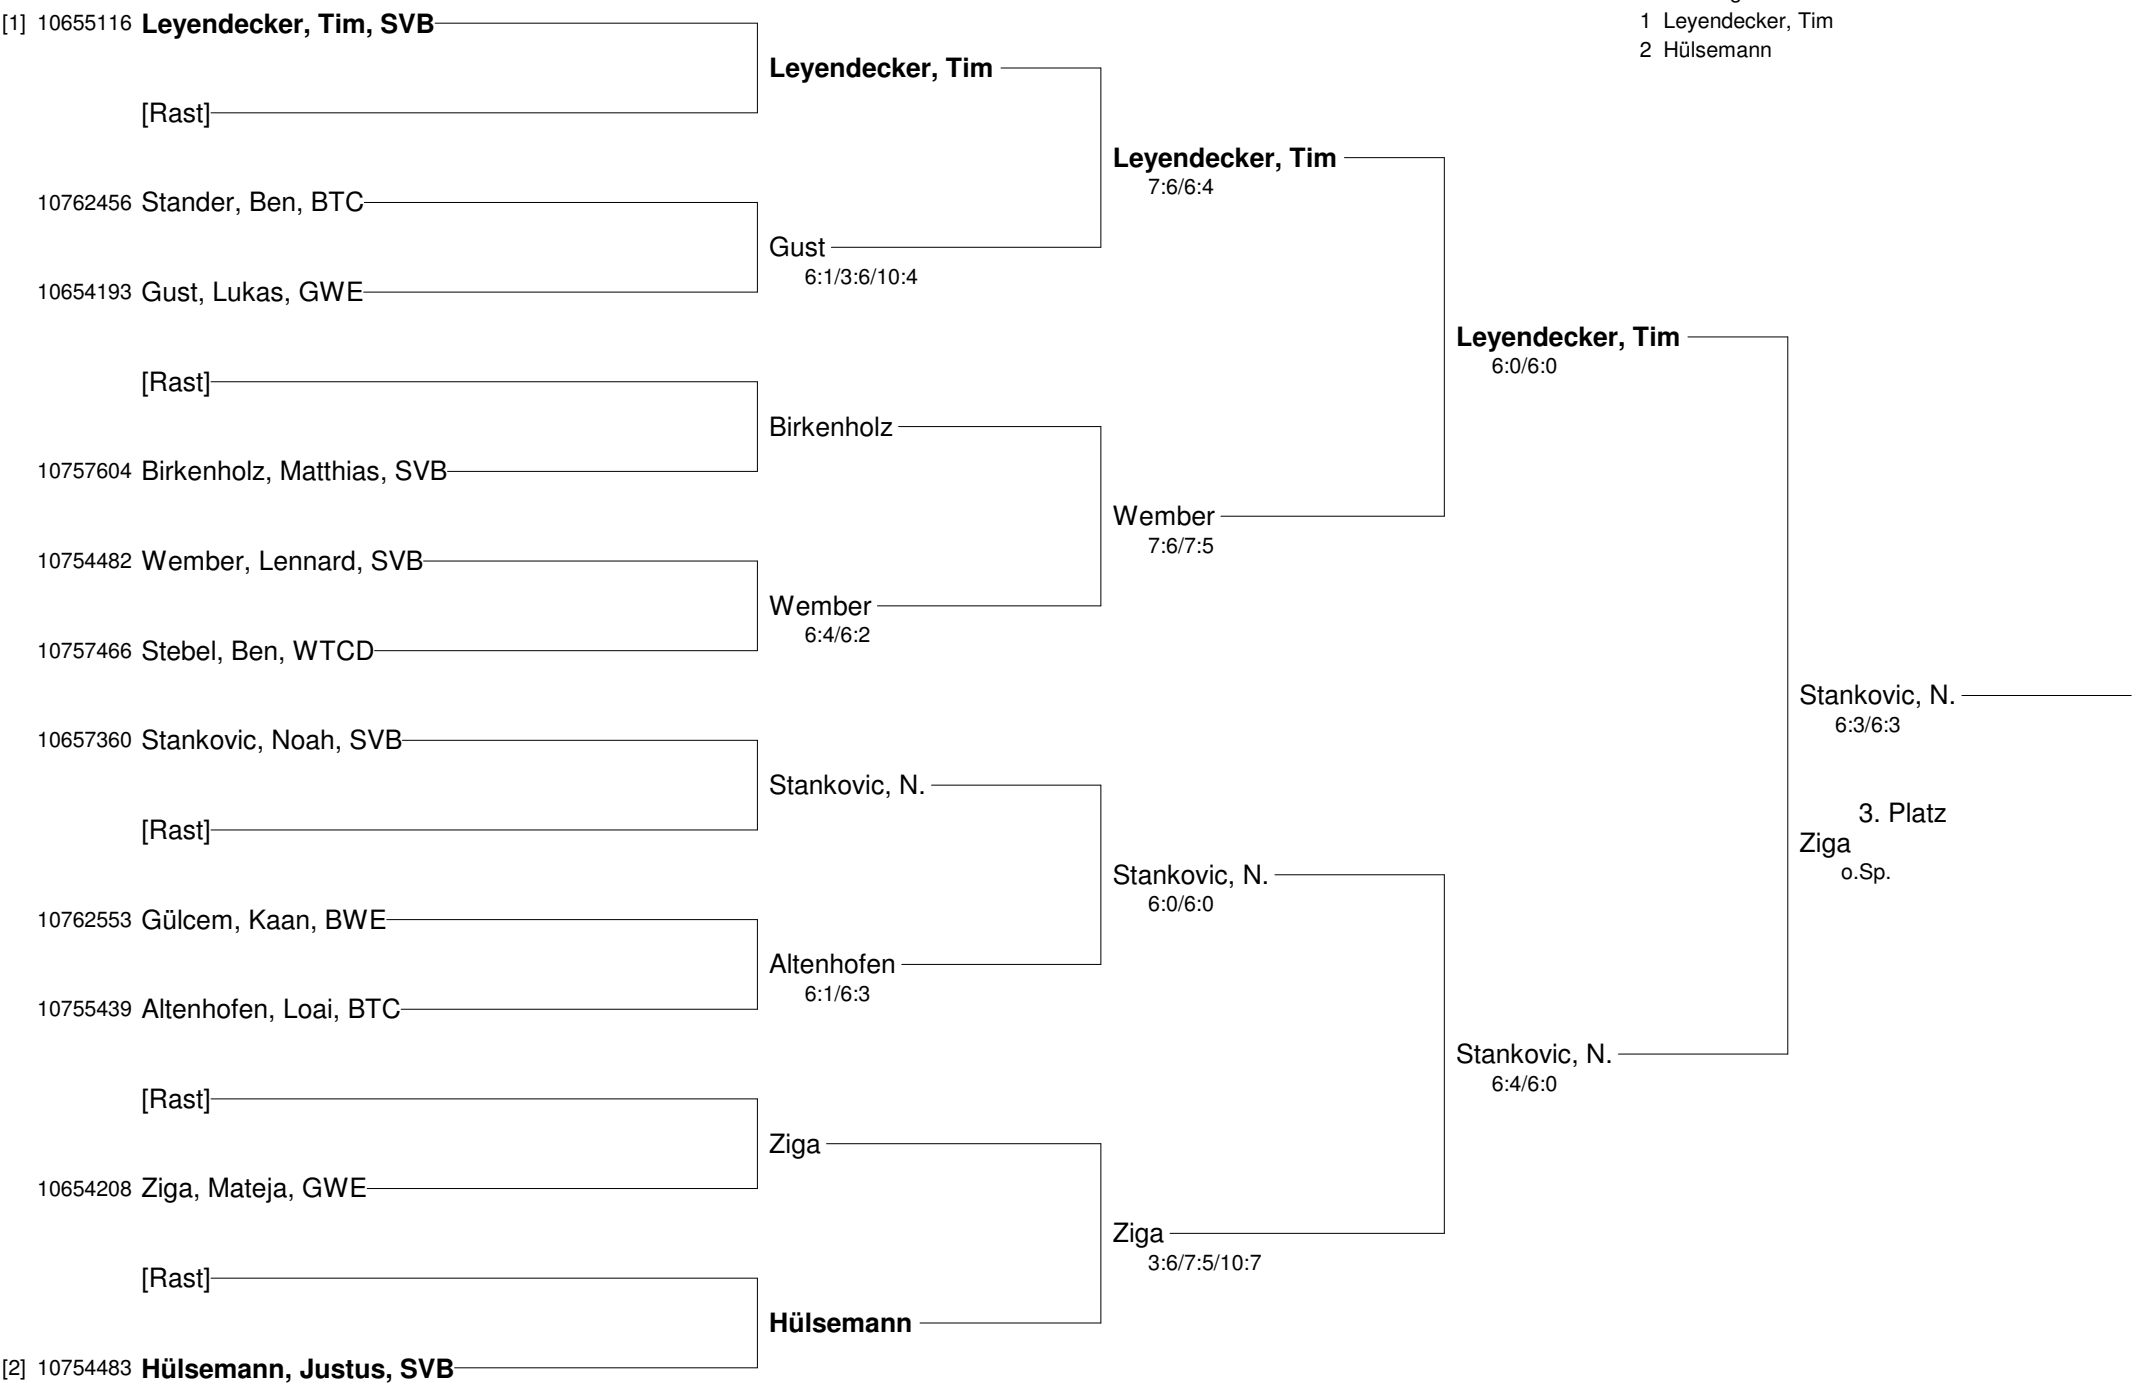 [1] 10655116 Leyendecker, Tim, SVB
[Rast]
10762456 Stander, Ben, BTC
10654193 Gust, Lukas, GWE
[Rast]
10757604 Birkenholz, Matthias, SVB
10754482 Wember, Lennard, SVB
10757466 Stebel, Ben, WTCD
10657360 Stankovic, Noah, SVB
[Rast]
10762553 Gülcem, Kaan, BWE
10755439 Altenhofen, Loai, BTC
[Rast]
10654208 Ziga, Mateja, GWE
[Rast]
[2] 10754483 Hülsemann, Justus, SVB
Leyendecker, Tim
Gust
6:1/3:6/10:4
Birkenholz
Wember
6:4/6:2
Stankovic, N.
Altenhofen
6:1/6:3
Ziga
Hülsemann
Leyendecker, Tim
7:6/6:4
Wember
7:6/7:5
Stankovic, N.
6:0/6:0
Ziga
3:6/7:5/10:7
Leyendecker, Tim
6:0/6:0
Stankovic, N.
6:4/6:0
1 Leyendecker, Tim
2 Hülsemann
Stankovic, N.
6:3/6:3
3. Platz
Ziga
o.Sp.